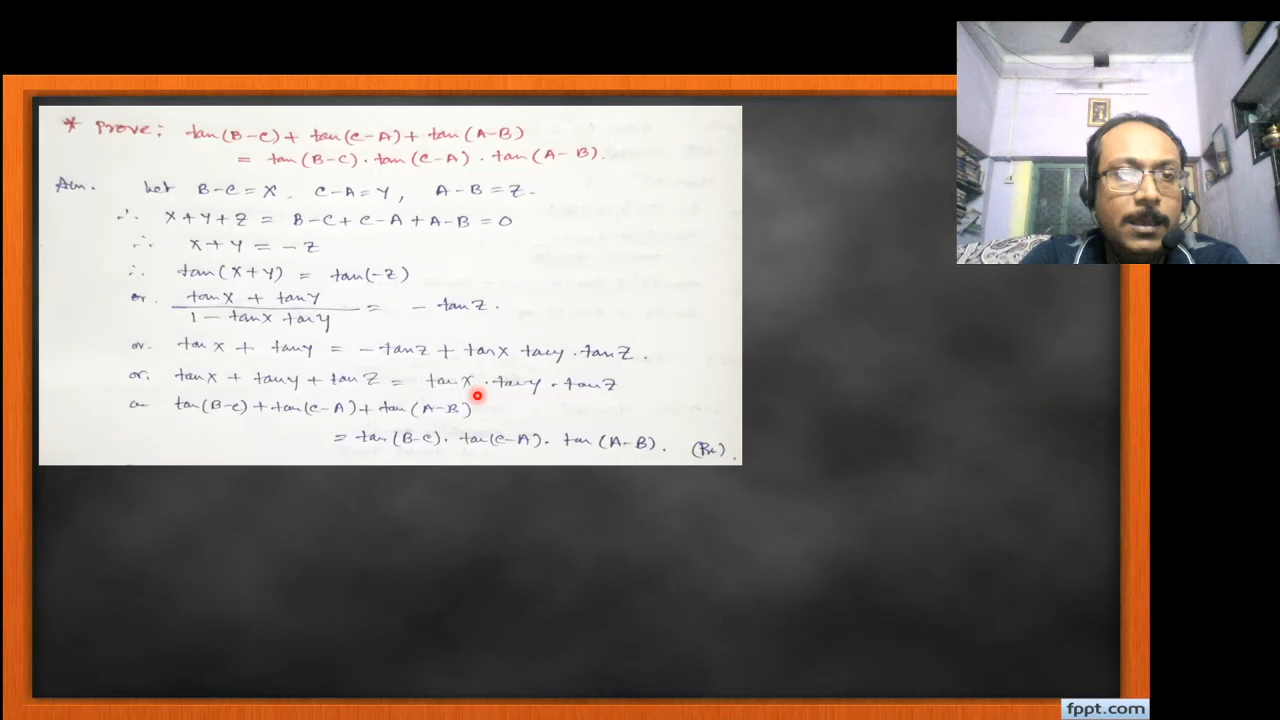 * Prove: tan(B-C) + tan(C-A) + tan(A-B)
= tan(B-C) . tan(C-A) . tan(A-B).
Ans. Let B-C = X, C-A = Y, A-B = Z.
∴ X+Y+Z = B-C+C-A+A-B = 0
∴ X+Y = -Z
∴ tan(X+Y) = tan(-Z)
or. tanX + tanY / 1 - tanX tanY = - tanZ.
or. tanX + tanY = - tanZ + tanX tanY . tanZ.
or. tanX + tanY + tanZ = tanX . tanY . tanZ
or tan(B-C) + tan(C-A) + tan(A-B)
= tan(B-C) . tan(C-A) . tan(A-B).
fppt.com